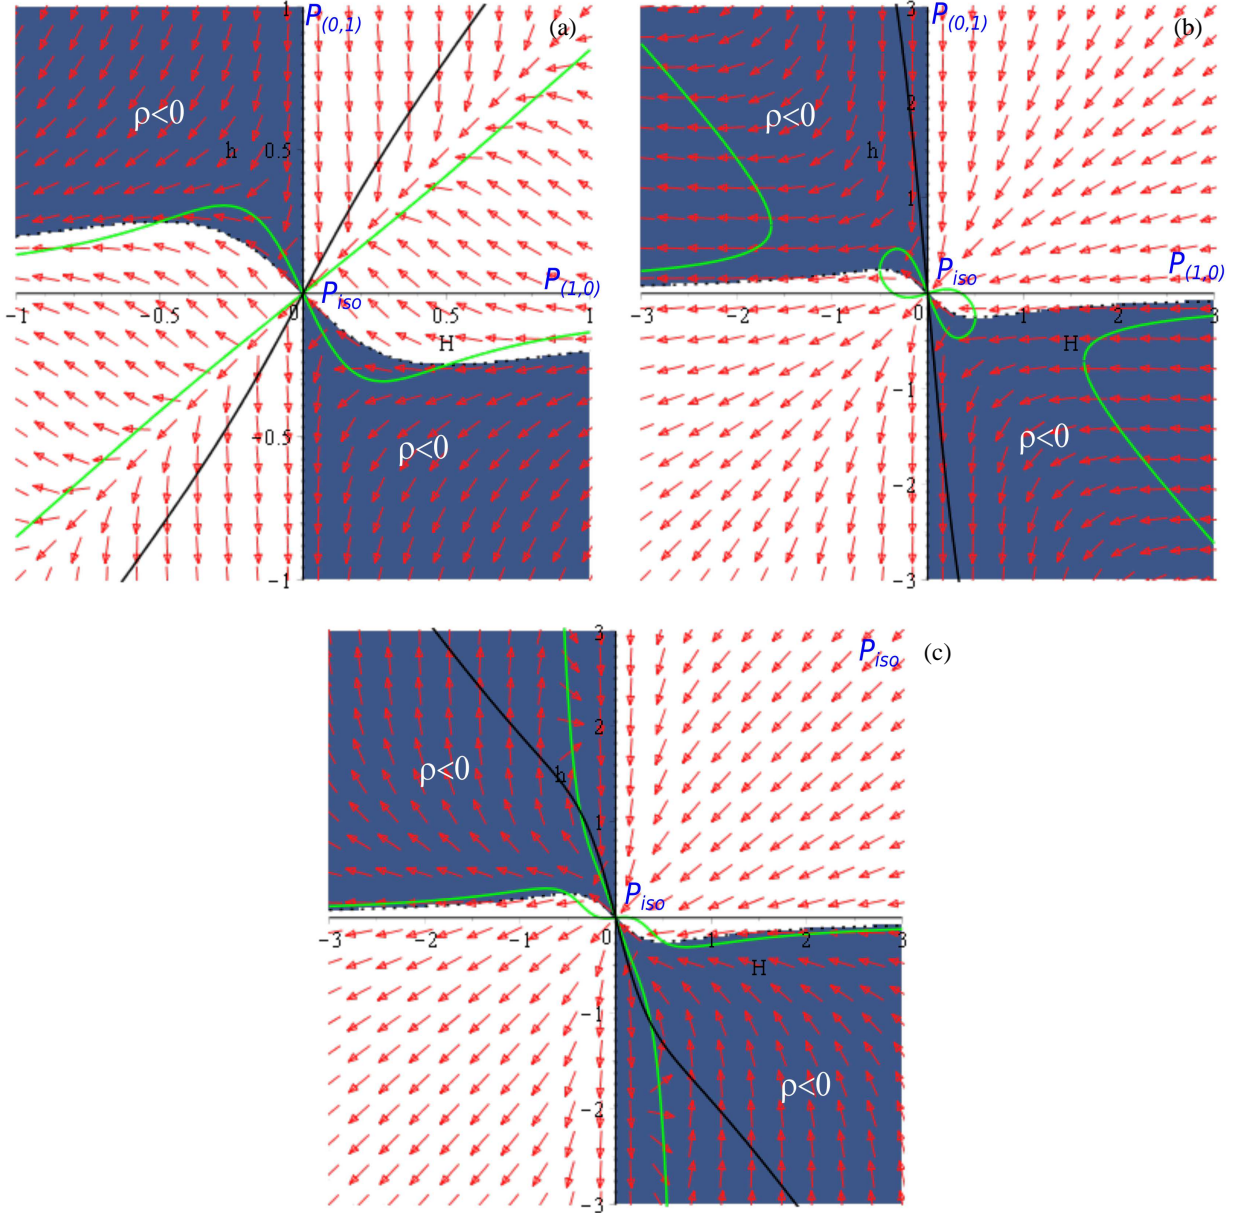 1 P(0,1) (a)
ρ<0
h 0.5
P(1,0)
Piso
-1 -0.5 0 0.5 1
H
-0.5
ρ<0
-1
3 P(0,1) (b)
2
ρ<0
h
1
Piso P(1,0)
-3 -2 -1 0 1 2 3
H
-1
ρ<0
-2
-3
3 Piso (c)
2
ρ<0
h
1
Piso
-3 -2 -1 0 1 2 3
H
-1
ρ<0
-2
-3